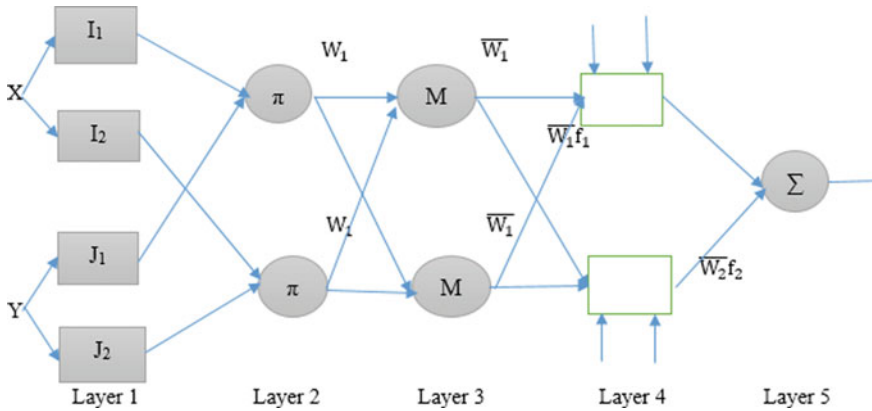 I₁
W₁
W̅₁
X
π
M
I₂
W̅₁f₁
∑
J₁
W₁
W̅₁
W̅₂f₂
Y
π
M
J₂
Layer 1
Layer 2
Layer 3
Layer 4
Layer 5